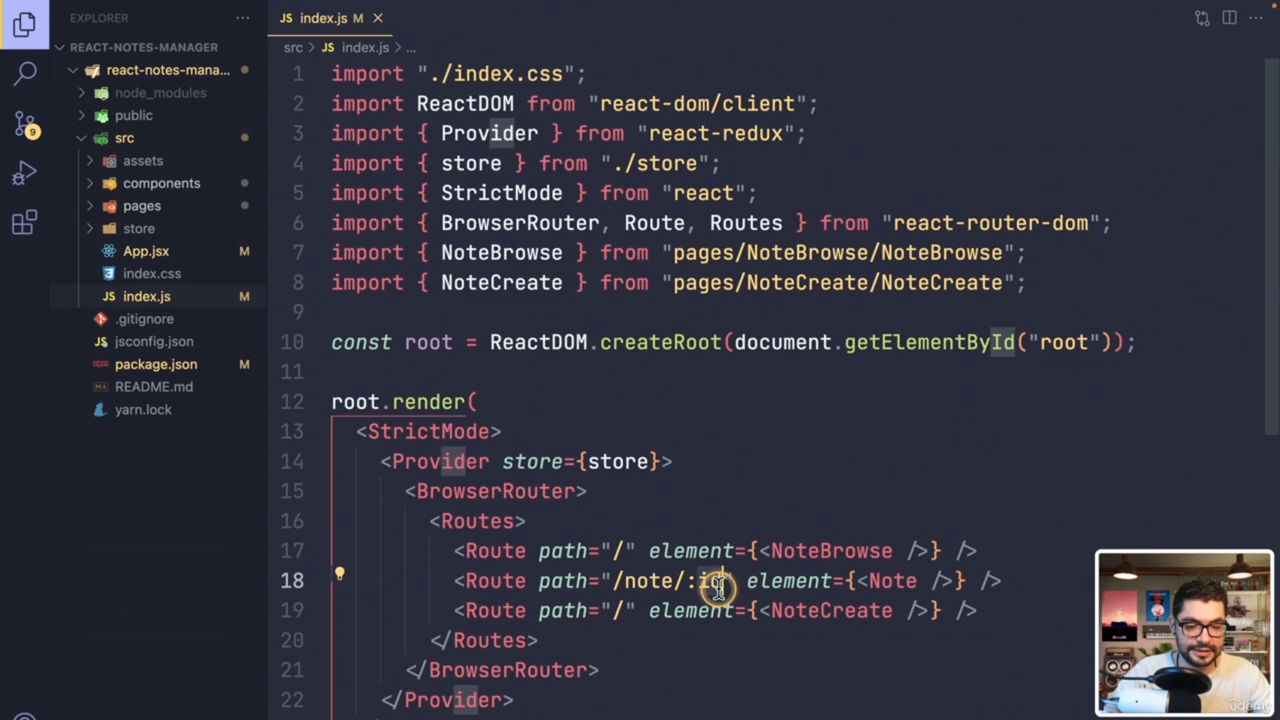 EXPLORER
REACT-NOTES-MANAGER
react-notes-mana...
node_modules
public
src
assets
components
pages
store
App.jsx M
index.css
index.js M
.gitignore
jsconfig.json
package.json M
README.md
yarn.lock
9
JS index.js M
src > JS index.js > ...
1 import "./index.css";
2 import ReactDOM from "react-dom/client";
3 import { Provider } from "react-redux";
4 import { store } from "./store";
5 import { StrictMode } from "react";
6 import { BrowserRouter, Route, Routes } from "react-router-dom";
7 import { NoteBrowse } from "pages/NoteBrowse/NoteBrowse";
8 import { NoteCreate } from "pages/NoteCreate/NoteCreate";
9
10 const root = ReactDOM.createRoot(document.getElementById("root"));
11
12 root.render(
13 <StrictMode>
14 <Provider store={store}>
15 <BrowserRouter>
16 <Routes>
17 <Route path="/" element={<NoteBrowse />} />
18 <Route path="/note/:id" element={<Note />} />
19 <Route path="/" element={<NoteCreate />} />
20 </Routes>
21 </BrowserRouter>
22 </Provider>
ûdemy